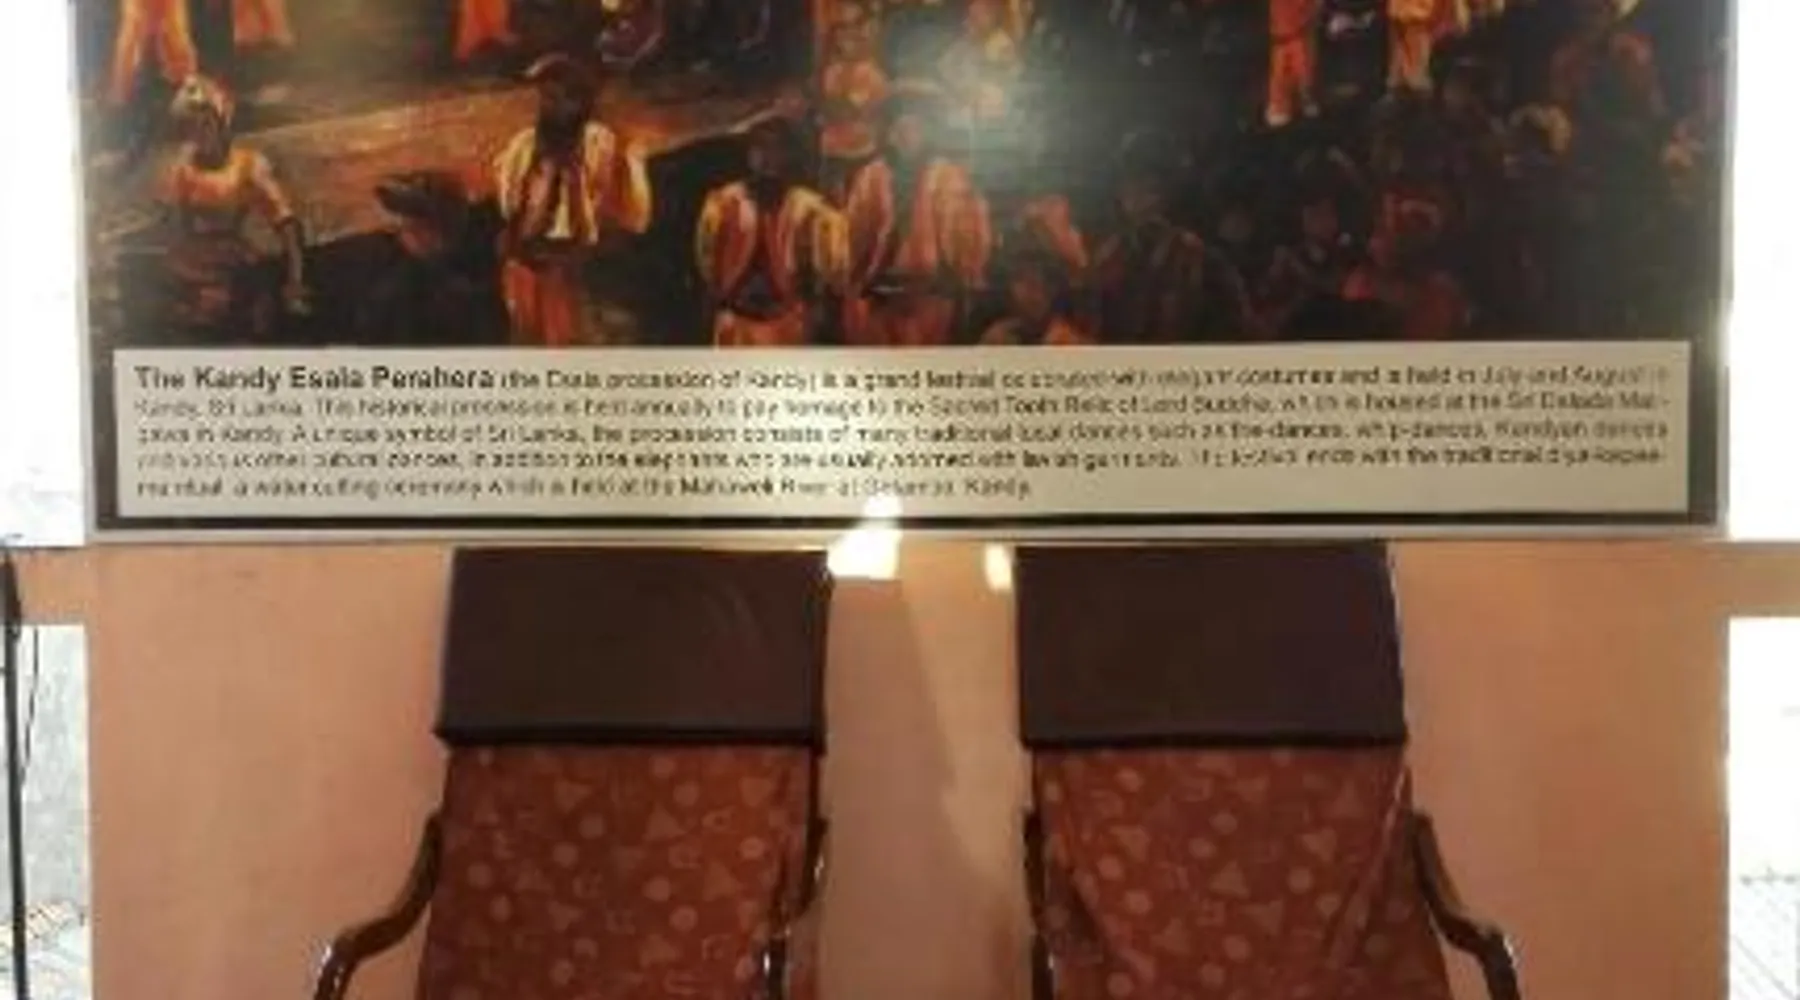 The Kandy Esala Perahera (the Esala procession of Kandy) is a grand festival costumes and is held in July and August in
Kandy, Sri Lanka. This historical procession is held annually to pay homage to the Sacred Tooth Relic of Lord Buddha, which is housed at the Sri Dalada Mali-
gawa in Kandy. A unique symbol of Sri Lanka, the procession consists of many traditional local dances such as fire-dances, whip-dances, Kandyan dances
and various other cultural dances, in addition to the elephants who are usually adorned with lavish garments. The festival ends with the traditional diya-kepee-
ma ritual, a water cutting ceremony which is held at the Mahaweli River at Getambe, Kandy.